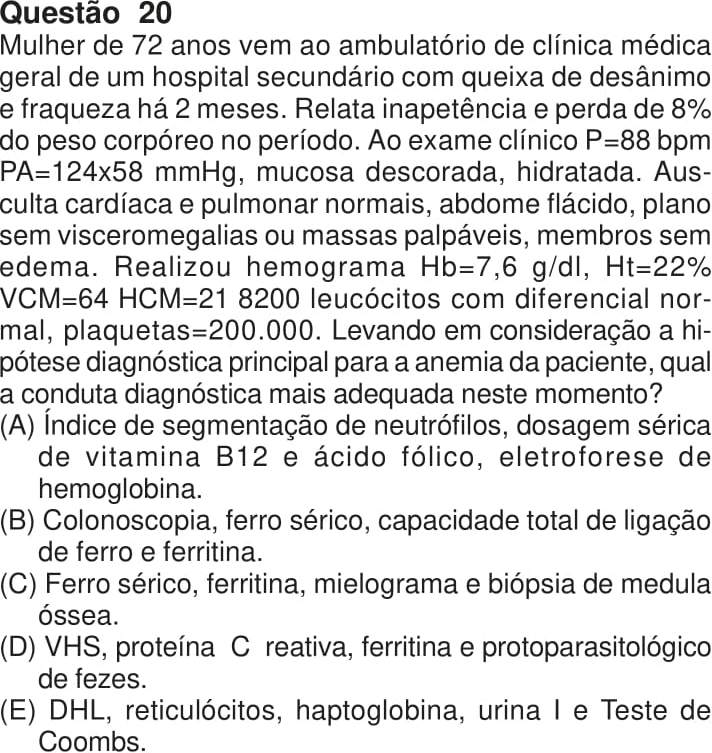 Questão 20
Mulher de 72 anos vem ao ambulatório de clínica médica
geral de um hospital secundário com queixa de desânimo
e fraqueza há 2 meses. Relata inapetência e perda de 8%
do peso corpóreo no período. Ao exame clínico P=88 bpm
PA=124x58 mmHg, mucosa descorada, hidratada. Aus-
culta cardíaca e pulmonar normais, abdome flácido, plano
sem visceromegalias ou massas palpáveis, membros sem
edema. Realizou hemograma Hb=7,6 g/dl, Ht=22%
VCM=64 HCM=21 8200 leucócitos com diferencial nor-
mal, plaquetas=200.000. Levando em consideração a hi-
pótese diagnóstica principal para a anemia da paciente, qual
a conduta diagnóstica mais adequada neste momento?
(A) Índice de segmentação de neutrófilos, dosagem sérica
de vitamina B12 e ácido fólico, eletroforese de
hemoglobina.
(B) Colonoscopia, ferro sérico, capacidade total de ligação
de ferro e ferritina.
(C) Ferro sérico, ferritina, mielograma e biópsia de medula
óssea.
(D) VHS, proteína C reativa, ferritina e protoparasitológico
de fezes.
(E) DHL, reticulócitos, haptoglobina, urina I e Teste de
Coombs.